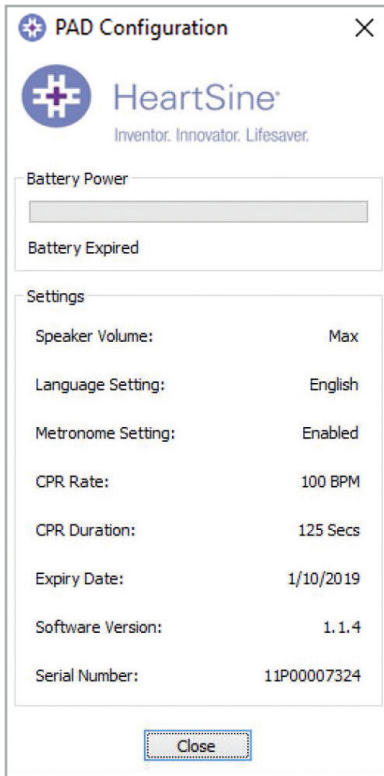 PAD Configuration
HeartSine®
Inventor. Innovator. Lifesaver.
Battery Power
Battery Expired
Settings
Speaker Volume: Max
Language Setting: English
Metronome Setting: Enabled
CPR Rate: 100 BPM
CPR Duration: 125 Secs
Expiry Date: 1/10/2019
Software Version: 1.1.4
Serial Number: 11P00007324
Close